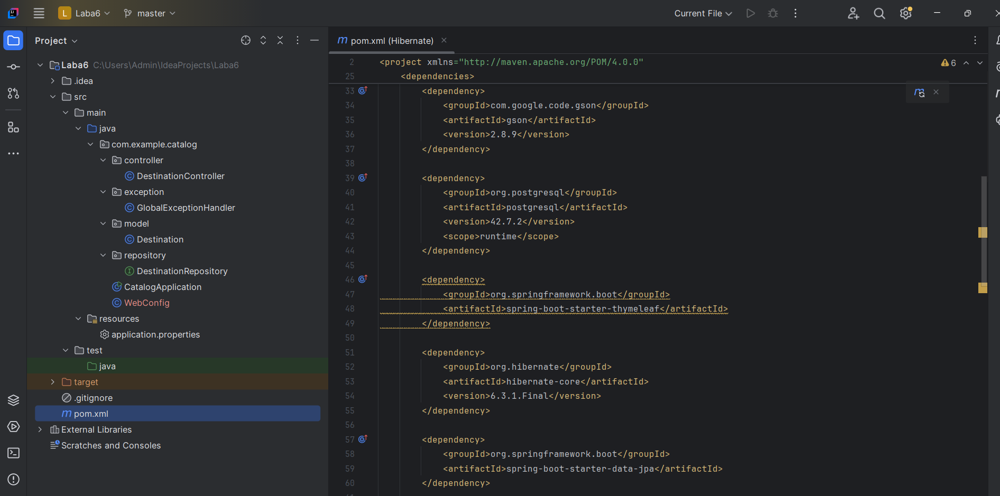 L Laba6 master Current File
Project
pom.xml (Hibernate)
Laba6 C:\Users\Admin\IdeaProjects\Laba6
.idea
src
main
java
com.example.catalog
controller
DestinationController
exception
GlobalExceptionHandler
model
Destination
repository
DestinationRepository
CatalogApplication
WebConfig
resources
application.properties
test
java
target
.gitignore
pom.xml
External Libraries
Scratches and Consoles
2 <project xmlns="http://maven.apache.org/POM/4.0.0"
6
25 <dependencies>
33 <dependency>
34 <groupId>com.google.code.gson</groupId>
35 <artifactId>gson</artifactId>
36 <version>2.8.9</version>
37 </dependency>
38
39 <dependency>
40 <groupId>org.postgresql</groupId>
41 <artifactId>postgresql</artifactId>
42 <version>42.7.2</version>
43 <scope>runtime</scope>
44 </dependency>
45
46 <dependency>
47 <groupId>org.springframework.boot</groupId>
48 <artifactId>spring-boot-starter-thymeleaf</artifactId>
49 </dependency>
50
51 <dependency>
52 <groupId>org.hibernate</groupId>
53 <artifactId>hibernate-core</artifactId>
54 <version>6.3.1.Final</version>
55 </dependency>
56
57 <dependency>
58 <groupId>org.springframework.boot</groupId>
59 <artifactId>spring-boot-starter-data-jpa</artifactId>
60 </dependency>